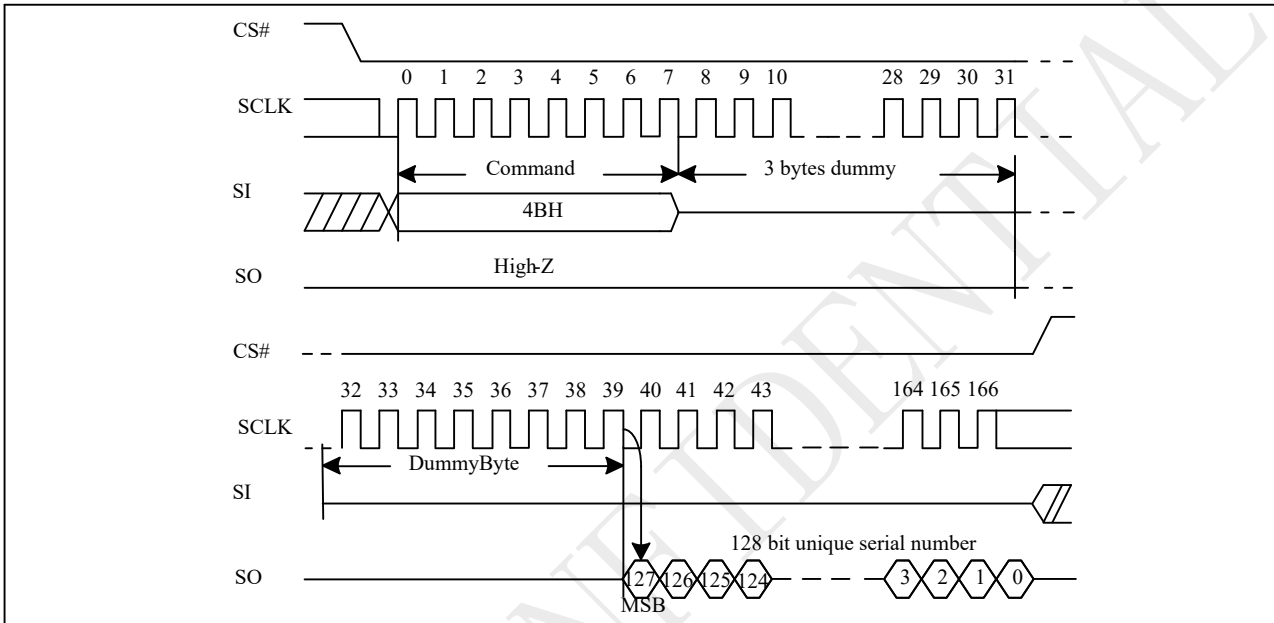 CS#
0 1 2 3 4 5 6 7 8 9 10 28 29 30 31
SCLK
Command 3 bytes dummy
SI
4BH
High-Z
SO
CS#
32 33 34 35 36 37 38 39 40 41 42 43 164 165 166
SCLK
DummyByte
SI
128 bit unique serial number
SO 127 126 125 124 3 2 1 0
MSB
NFIDENTIAL